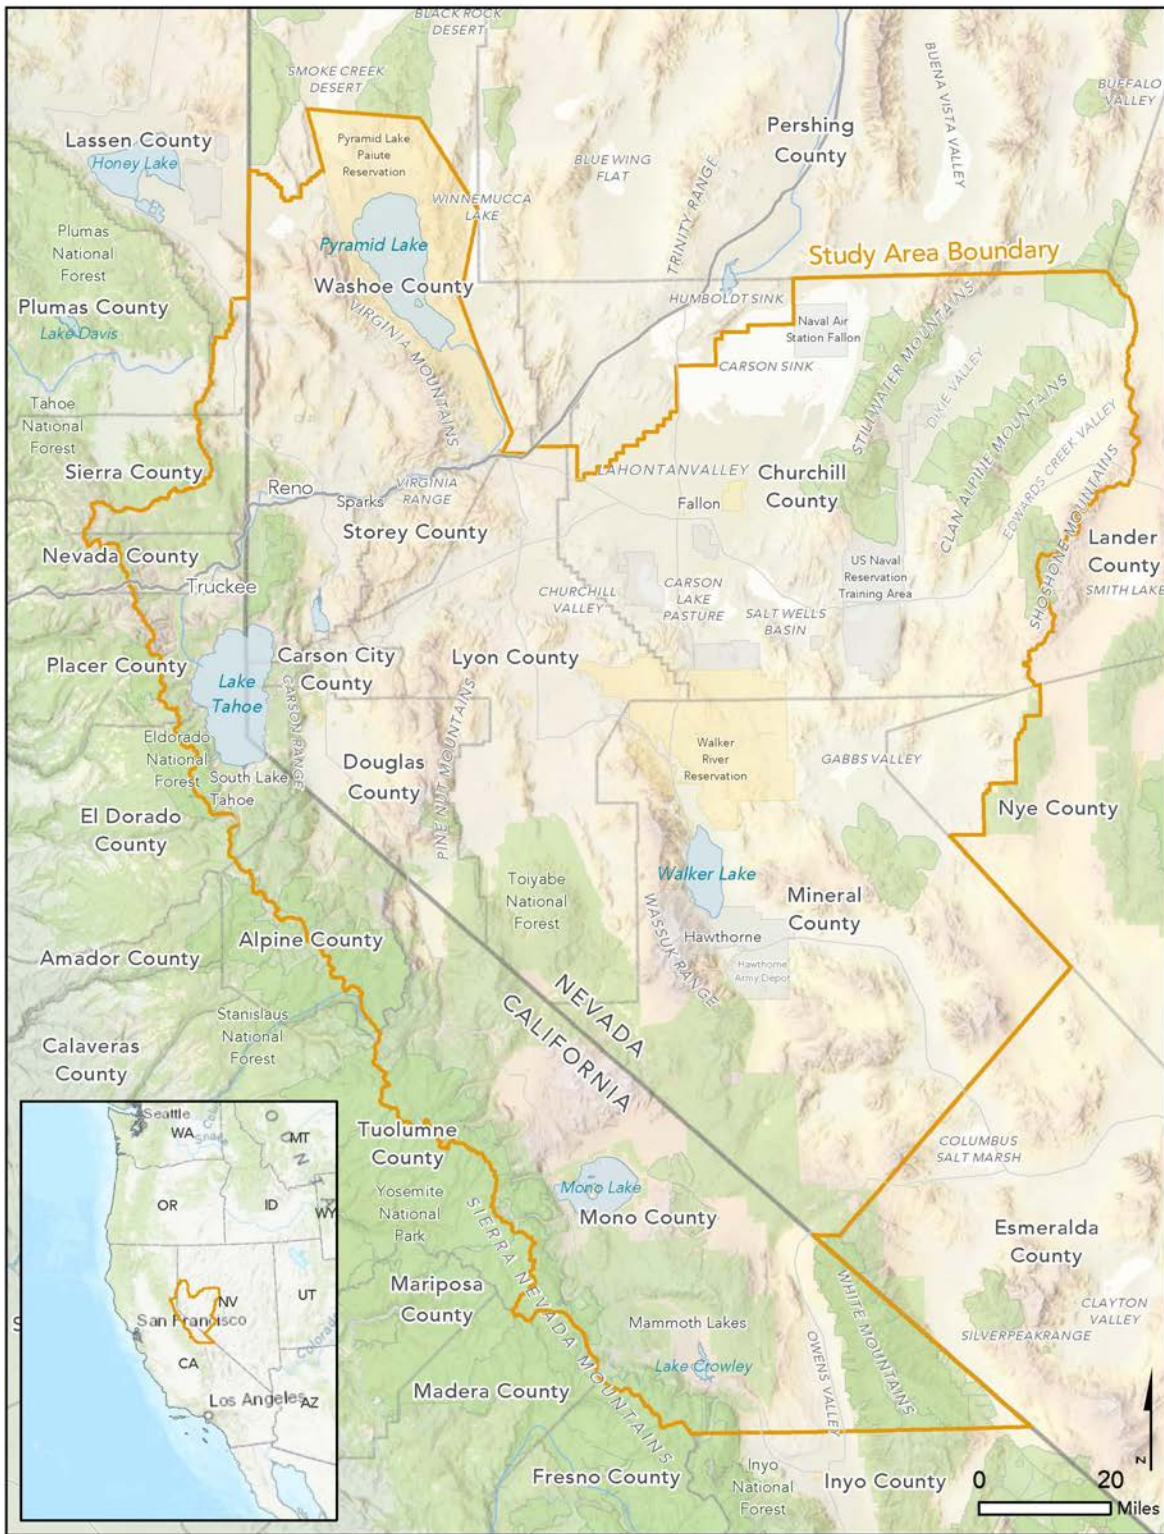 BLACK ROCK
DESERT
SMOKE CREEK
DESERT
BUENA VISTA VALLEY
BUFFALO
VALLEY
Pershing
County
Lassen County
Honey Lake
Pyramid Lake
Paiute
Reservation
BLUE WING
FLAT
TRINITY RANGE
WINNEMUCCA
LAKE
Plumas
National
Forest
Pyramid Lake
Study Area Boundary
Washoe County
Plumas County
Lake Davis
HUMBOLDT SINK
Naval Air
Station Fallon
VIRGINIA MOUNTAINS
CARSON SINK
STILLWATER MOUNTAINS
DIXIE VALLEY
CLAN ALPINE MOUNTAINS
EDWARDS CREEK VALLEY
Tahoe
National
Forest
Sierra County
LAHONTANVALLEY
Churchill
County
Reno
Sparks
VIRGINIA
RANGE
Fallon
Storey County
SHOSHONE MOUNTAINS
Lander
County
Nevada County
US Naval
Reservation
Training Area
SMITH LAKE
Truckee
CHURCHILL
VALLEY
CARSON
LAKE
PASTURE
SALT WELLS
BASIN
Placer County
Carson City
County
Lyon County
Lake
Tahoe
CARSON RANGE
Eldorado
National
Forest
South Lake
Tahoe
Douglas
County
PINE NUT MOUNTAINS
Walker
River
Reservation
GABBS VALLEY
Nye County
El Dorado
County
Toiyabe
National
Forest
Walker Lake
Mineral
County
WASSUK RANGE
Hawthorne
Hawthorne
Army Depot
Alpine County
Amador County
NEVADA
CALIFORNIA
Stanislaus
National
Forest
Calaveras
County
Tuolumne
County
COLUMBUS
SALT MARSH
Mono Lake
Mono County
Yosemite
National
Park
SIERRA NEVADA MOUNTAINS
Esmeralda
County
WHITE MOUNTAINS
Mariposa
County
CLAYTON
VALLEY
SILVERPEAKRANGE
Mammoth Lakes
OWENS VALLEY
Lake Crowley
Madera County
Fresno County
Inyo
National
Forest
Inyo County
Seattle
WA
MT
OR
ID
WY
NV
UT
San Francisco
CA
Los Angeles
AZ
N
0 20
Miles